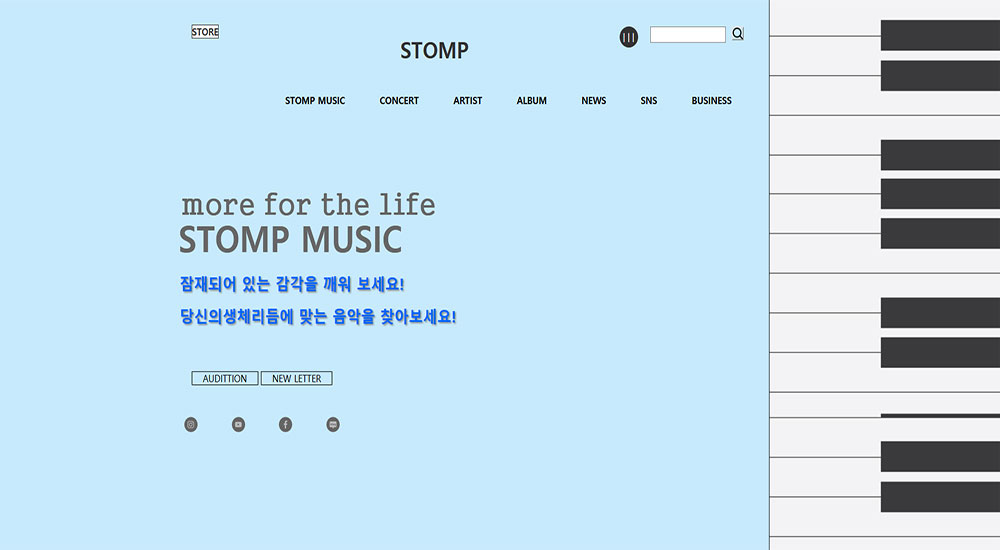 STORE
STOMP
STOMP MUSIC CONCERT ARTIST ALBUM NEWS SNS BUSINESS
more for the life
STOMP MUSIC
잠재되어 있는 감각을 깨워 보세요!
당신의생체리듬에 맞는 음악을 찾아보세요!
AUDITTION NEW LETTER